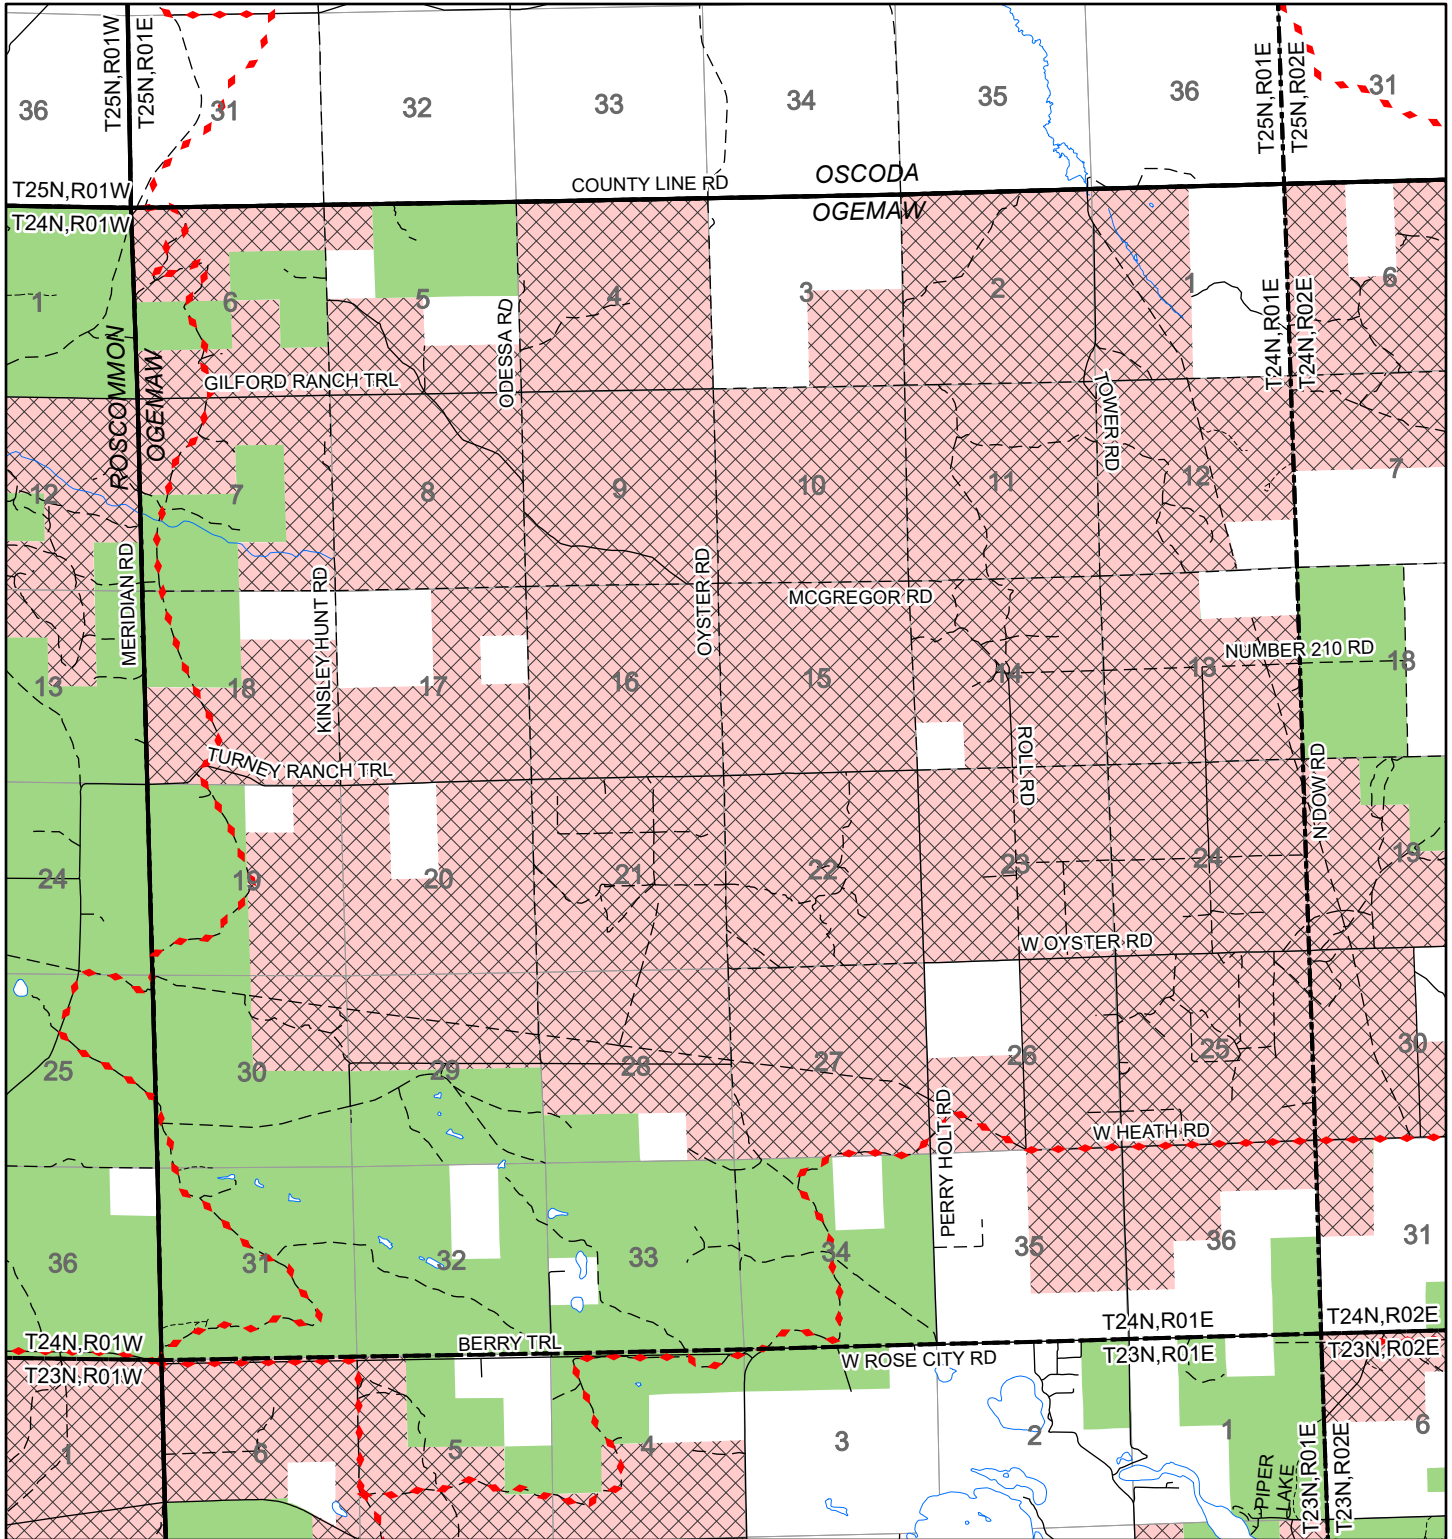 T25N,R01W
T25N,R01E
T25N,R01E
T25N,R02E
36
31
32
33
34
35
36
31
T25N,R01W
T24N,R01W
COUNTY LINE RD
OSCODA
OGEMAW
1
6
5
4
3
2
1
6
T24N,R01E
T24N,R02E
ROSCOMMON
OGEMAW
GILFORD RANCH TRL
ODESSA RD
TOWER RD
12
7
8
9
10
11
12
7
MERIDIAN RD
KINSLEY HUNT RD
OYSTER RD
MCGREGOR RD
NUMBER 210 RD
13
18
17
16
15
14
13
18
TURNEY RANCH TRL
ROLL RD
N DOW RD
24
19
20
21
22
23
24
19
W OYSTER RD
25
30
29
28
27
26
25
30
PERRY HOLT RD
W HEATH RD
36
31
32
33
34
35
36
31
T24N,R01W
T23N,R01W
BERRY TRL
W ROSE CITY RD
T24N,R01E
T23N,R01E
T24N,R02E
T23N,R02E
1
6
5
4
3
2
1
6
PIPER
LAKE
T23N,R01E
T23N,R02E